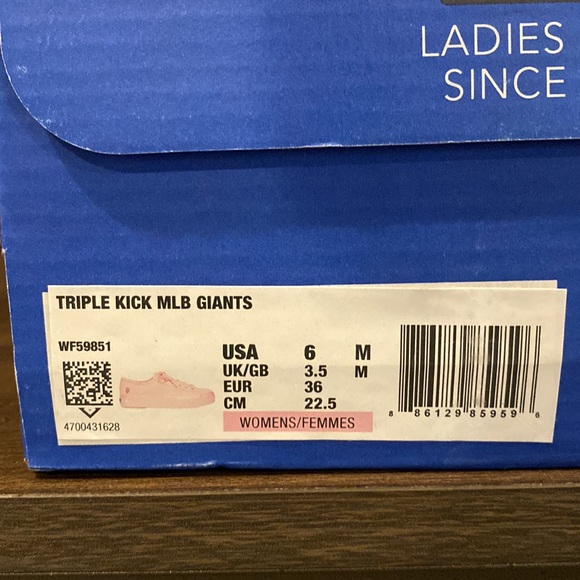 LADIES
SINCE
TRIPLE KICK MLB GIANTS
WF59851
4700431628
USA 6 M
UK/GB 3.5 M
EUR 36
CM 22.5
WOMENS/FEMMES
8 86129 85959 6